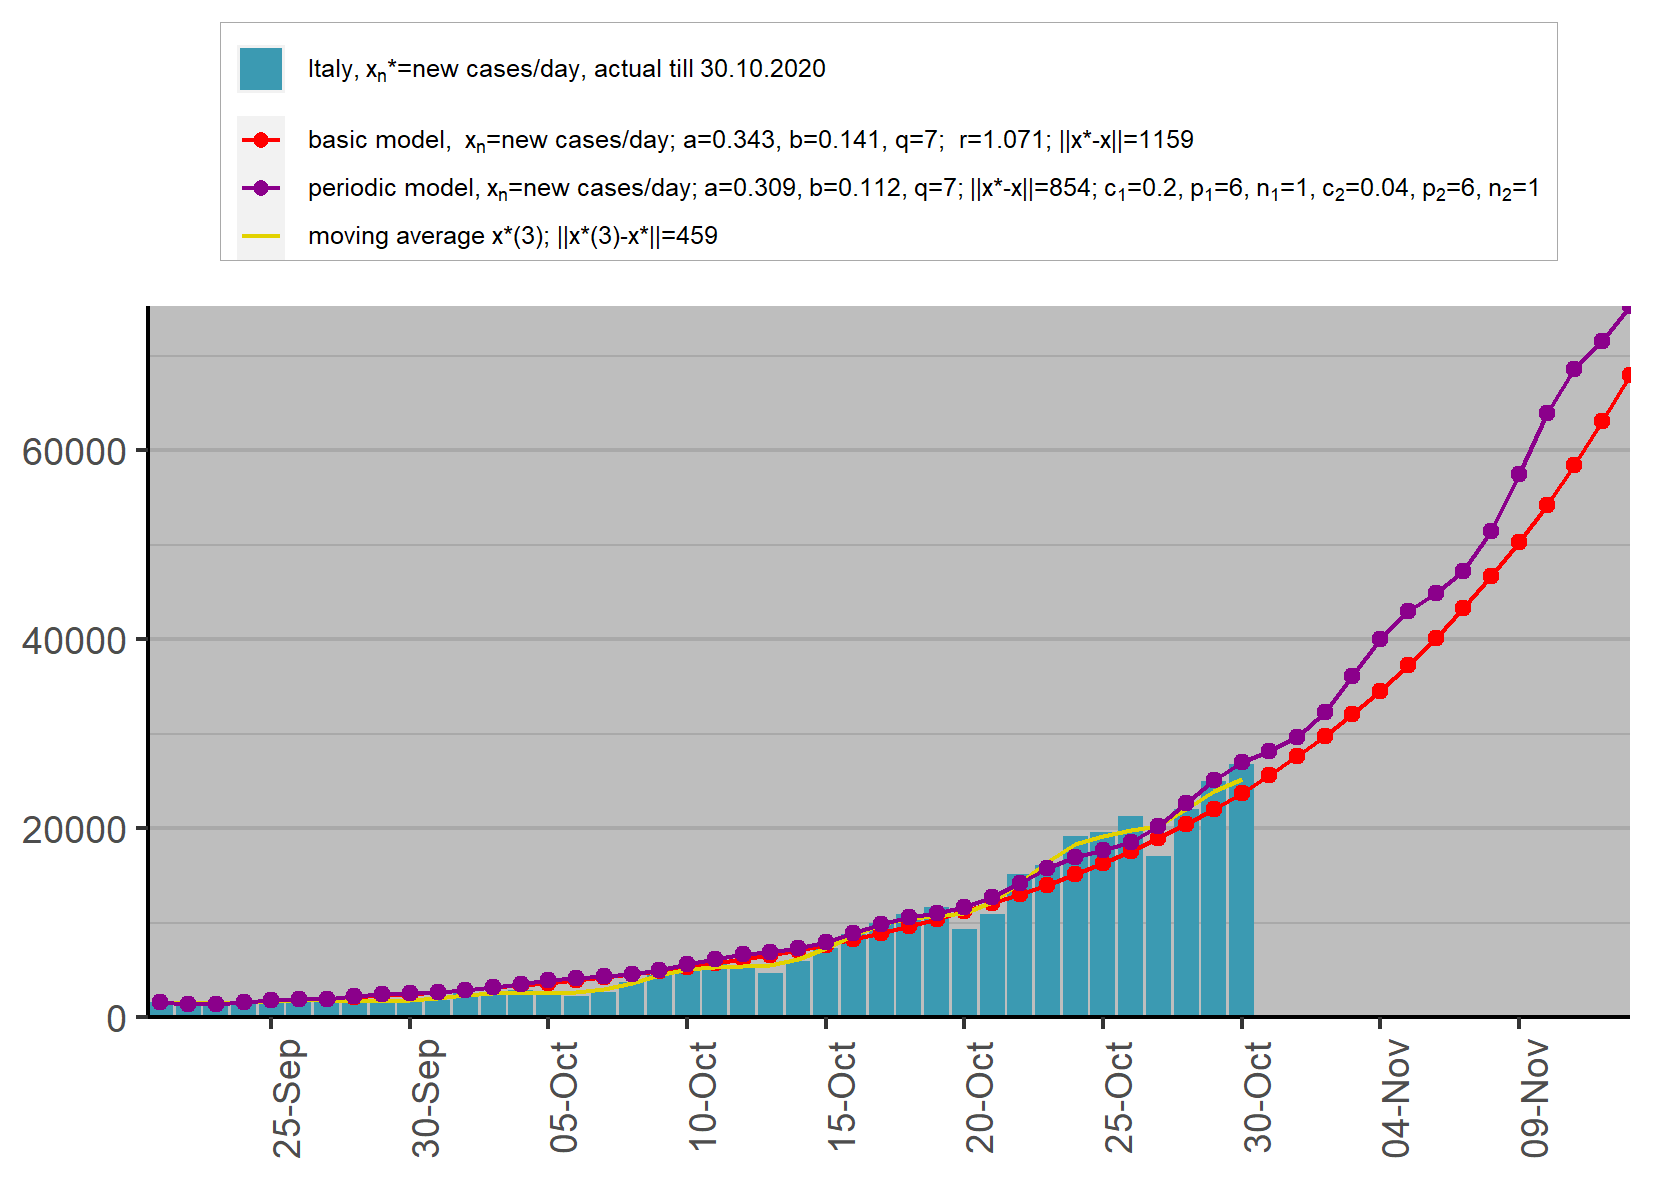 Italy, xn*=new cases/day, actual till 30.10.2020
basic model,  xn=new cases/day; a=0.343, b=0.141, q=7;  r=1.071; ||x*-x||=1159
periodic model, xn=new cases/day; a=0.309, b=0.112, q=7; ||x*-x||=854; c1=0.2, p1=6, n1=1, c2=0.04, p2=6, n2=1
moving average x*(3); ||x*(3)-x*||=459
60000
40000
20000
0
25-Sep
30-Sep
05-Oct
10-Oct
15-Oct
20-Oct
25-Oct
30-Oct
04-Nov
09-Nov